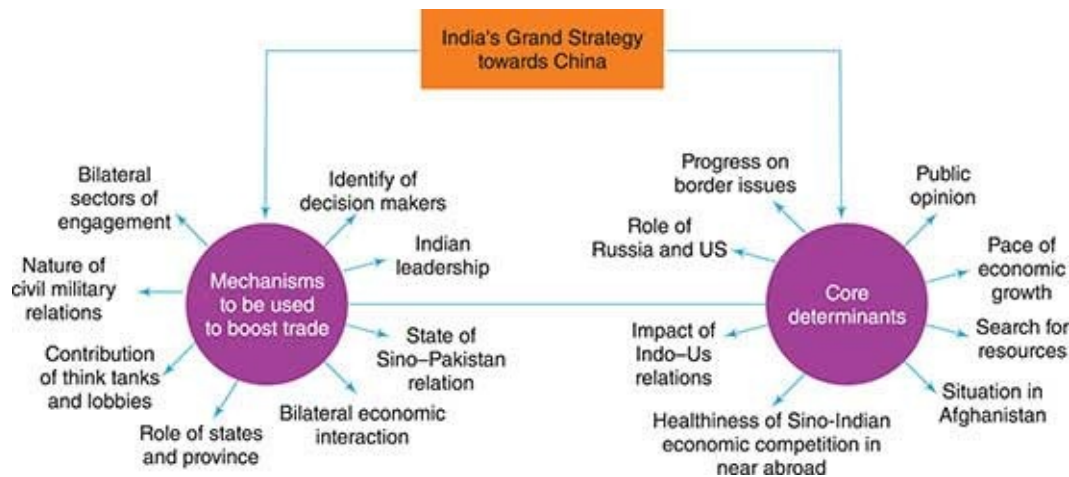 India's Grand Strategy
towards China
Bilateral
sectors of
engagement
Identify of
decision makers
Nature of
civil military
relations
Indian
leadership
Mechanisms
to be used
to boost trade
Contribution
of think tanks
and lobbies
State of
Sino–Pakistan
relation
Role of states
and province
Bilateral economic
interaction
Progress on
border issues
Public
opinion
Role of
Russia and US
Pace of
economic
growth
Core
determinants
Impact of
Indo–Us
relations
Search for
resources
Healthiness of Sino-Indian
economic competition in
near abroad
Situation in
Afghanistan